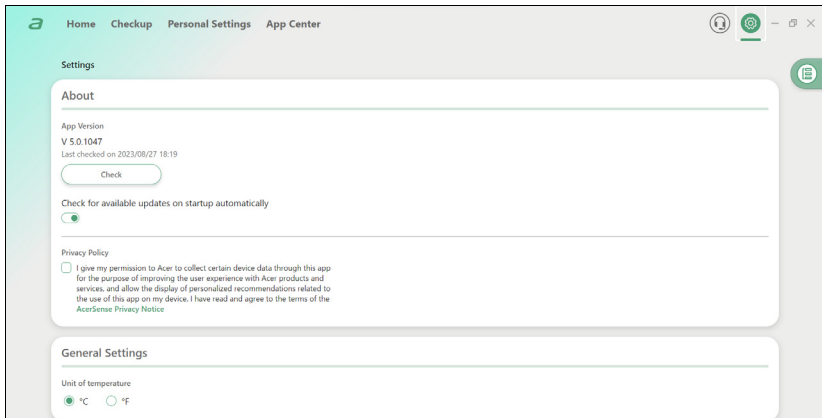 a Home Checkup Personal Settings App Center
Settings
About
App Version
V 5.0.1047
Last checked on 2023/08/27 18:19
Check
Check for available updates on startup automatically
Privacy Policy
I give my permission to Acer to collect certain device data through this app
for the purpose of improving the user experience with Acer products and
services, and allow the display of personalized recommendations related to
the use of this app on my device. I have read and agree to the terms of the
AcerSense Privacy Notice
General Settings
Unit of temperature
°C °F